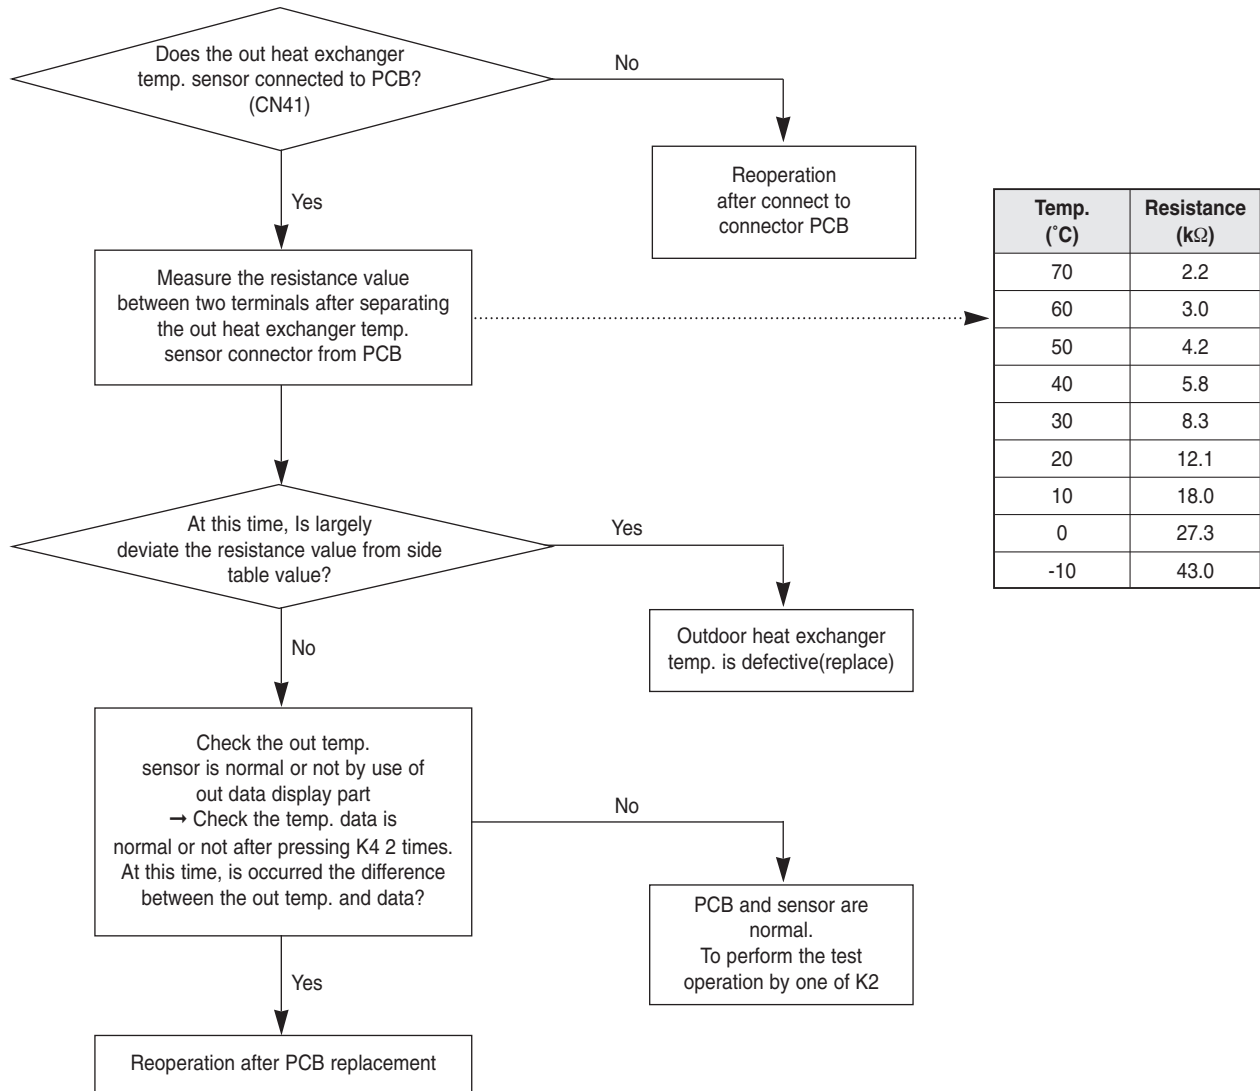 Does the out heat exchanger
temp. sensor connected to PCB?
(CN41)
No
Reoperation
after connect to
connector PCB
Yes
Measure the resistance value
between two terminals after separating
the out heat exchanger temp.
sensor connector from PCB
Temp. Resistance
(˚C) (kΩ)
70 2.2
60 3.0
50 4.2
40 5.8
30 8.3
20 12.1
10 18.0
0 27.3
-10 43.0
At this time, Is largely
deviate the resistance value from side
table value?
Yes
Outdoor heat exchanger
temp. is defective(replace)
No
Check the out temp.
sensor is normal or not by use of
out data display part
→ Check the temp. data is
normal or not after pressing K4 2 times.
At this time, is occurred the difference
between the out temp. and data?
No
PCB and sensor are
normal.
To perform the test
operation by one of K2
Yes
Reoperation after PCB replacement